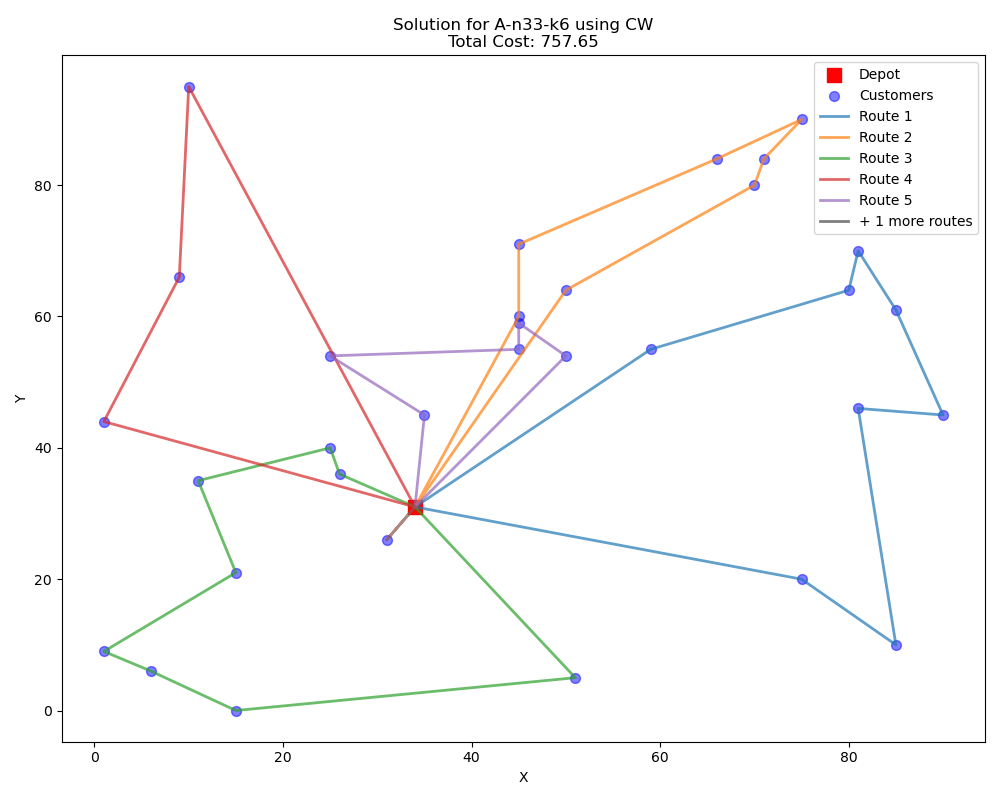 Solution for A-n33-k6 using CW
Total Cost: 757.65
Depot
Customers
Route 1
Route 2
Route 3
Route 4
Route 5
+ 1 more routes
Y
80
60
40
20
0
0 20 40 60 80
X